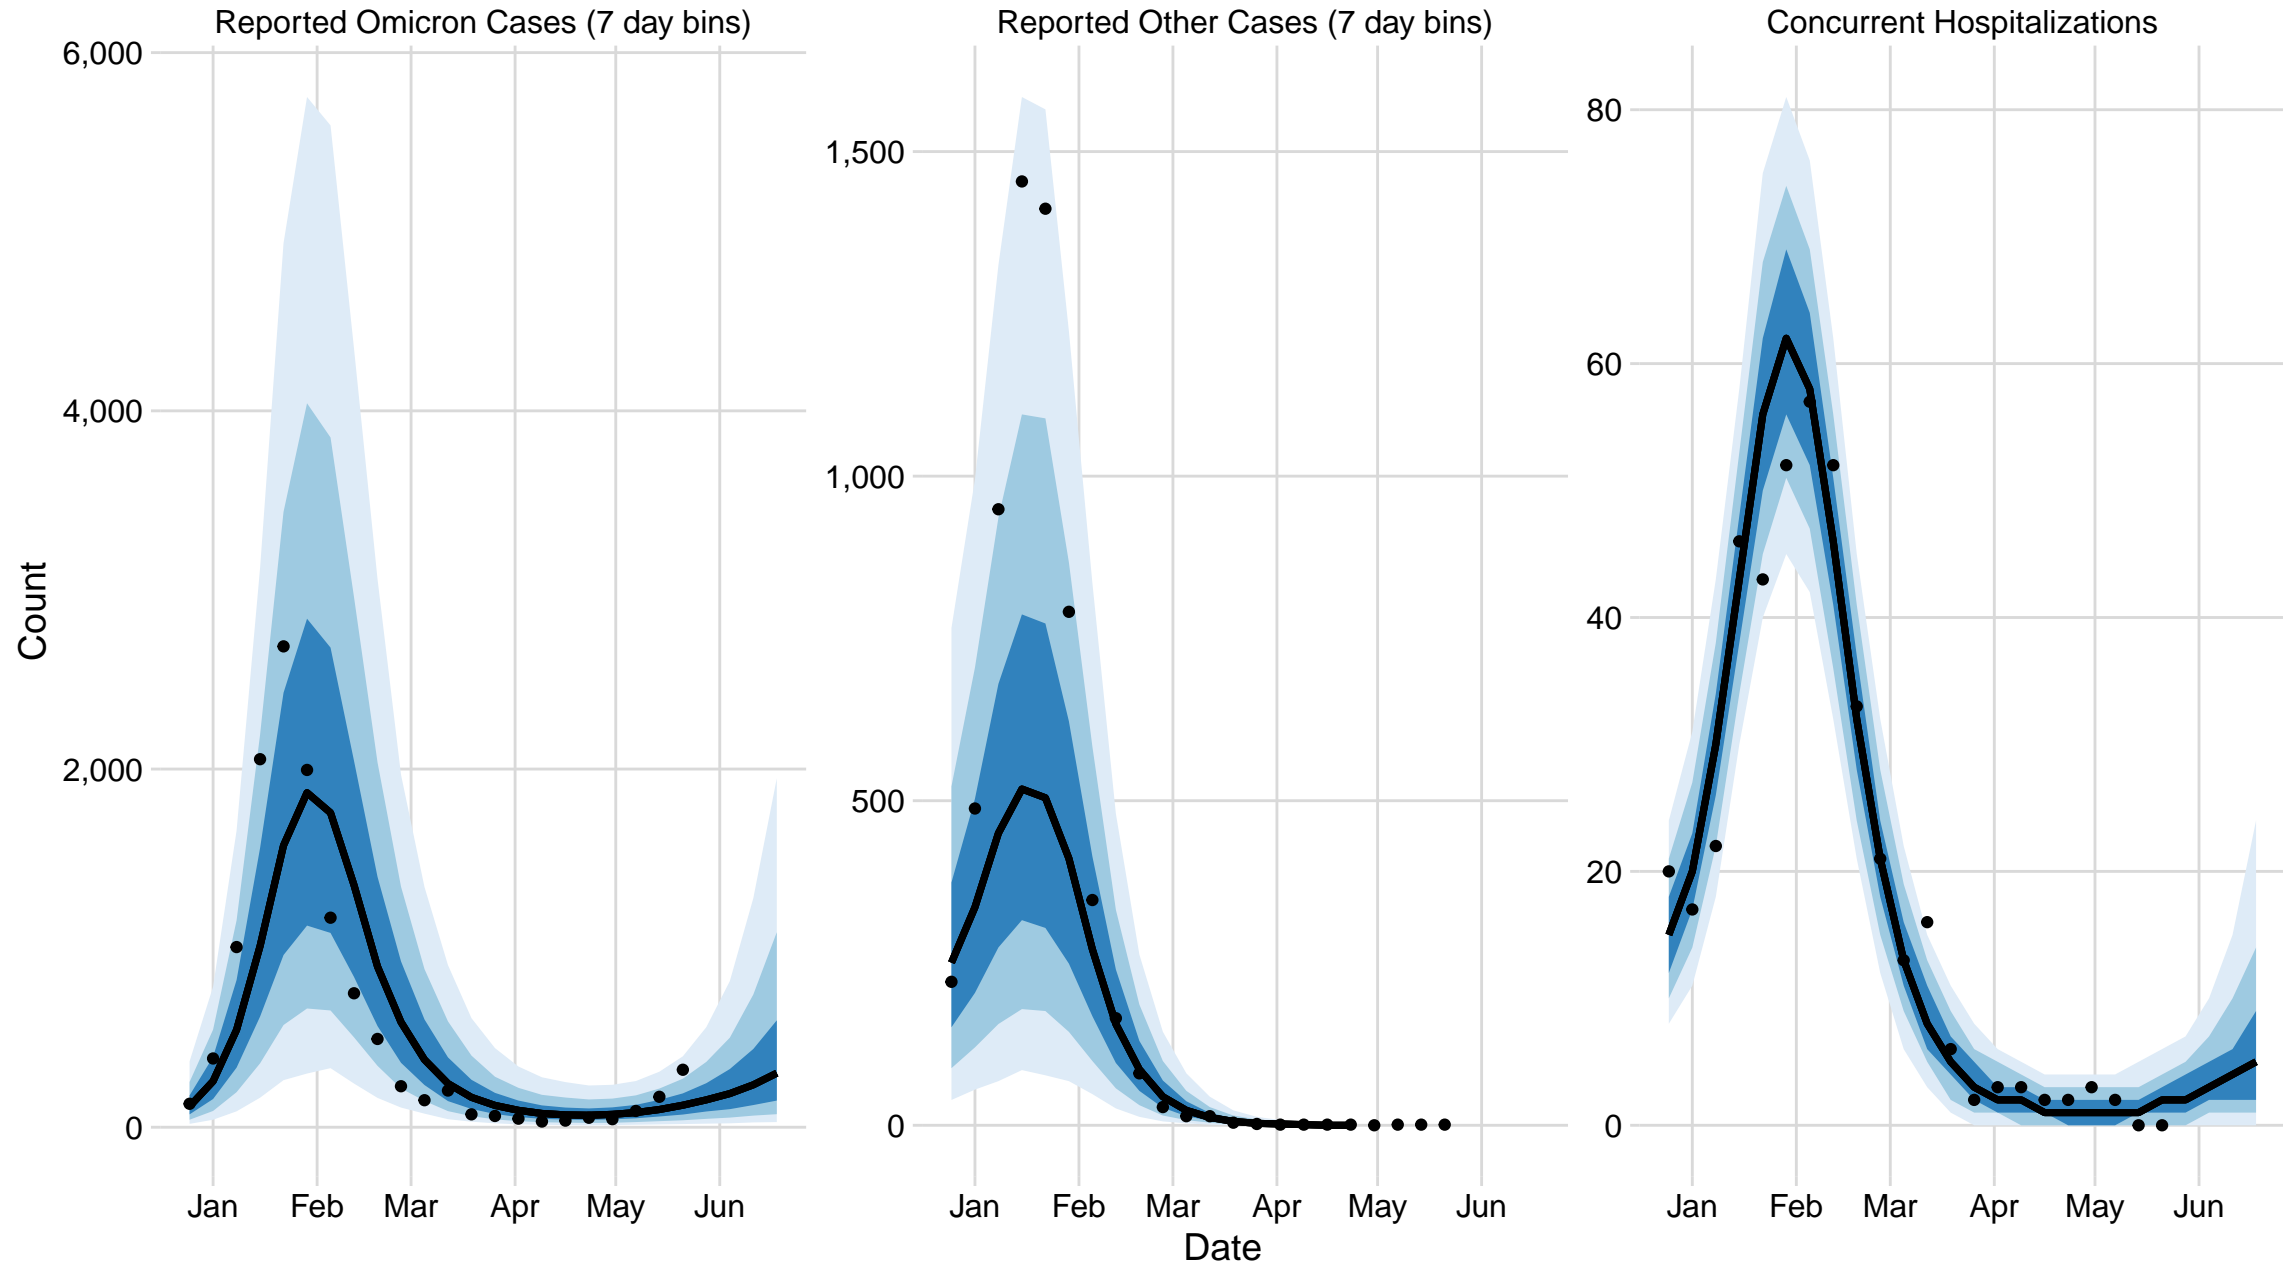 Reported Omicron Cases (7 day bins)
Reported Other Cases (7 day bins)
Concurrent Hospitalizations
Count
6,000
4,000
2,000
0
1,500
1,000
500
0
80
60
40
20
0
Jan Feb Mar Apr May Jun
Jan Feb Mar Apr May Jun
Jan Feb Mar Apr May Jun
Date